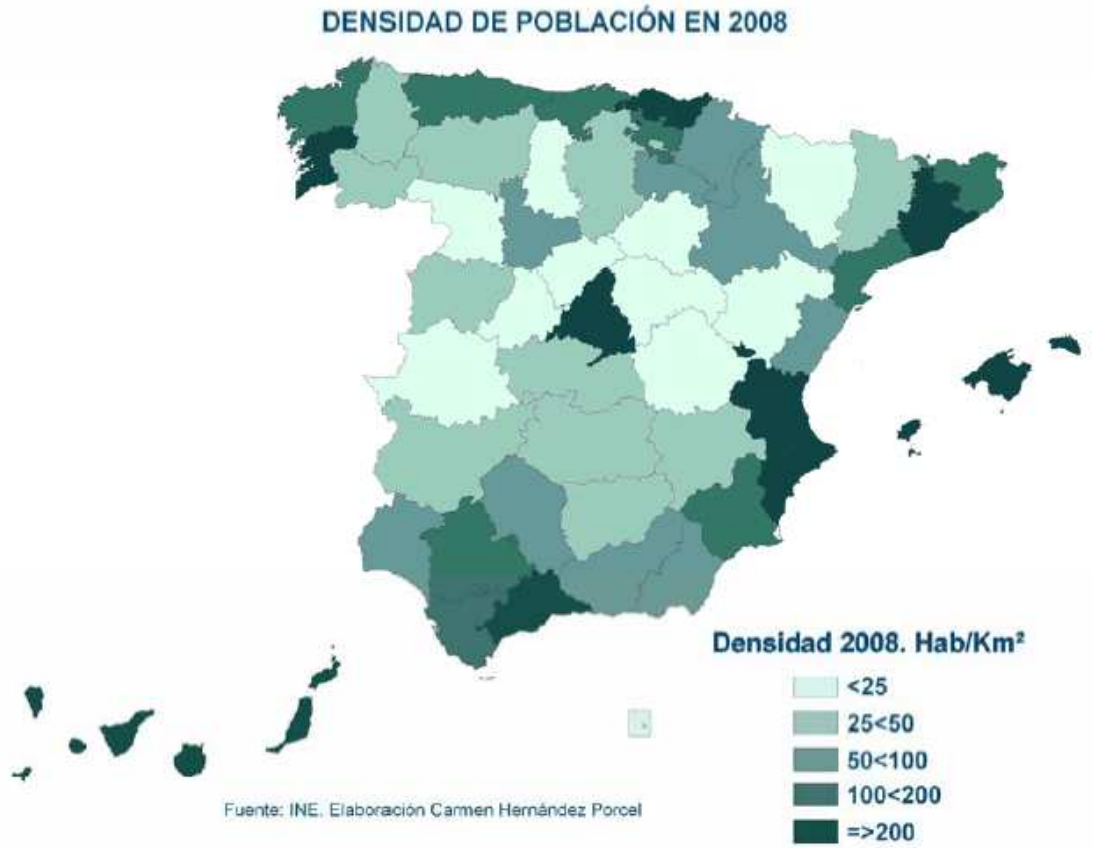 DENSIDAD DE POBLACIÓN EN 2008
Densidad 2008. Hab/Km²
<25
25<50
50<100
100<200
=>200
Fuente: INE. Elaboración Carmen Hernández Porcel